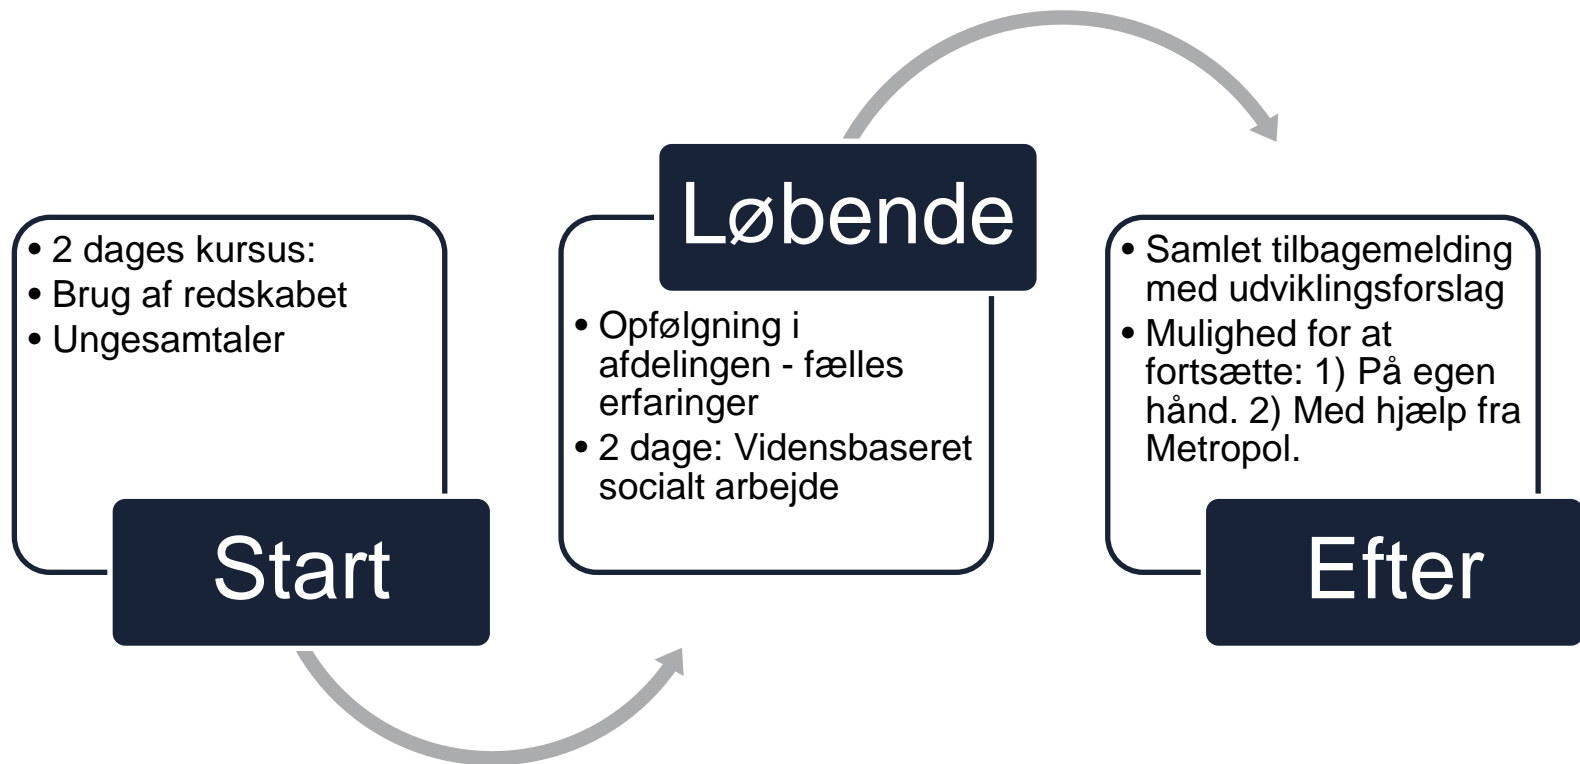 • 2 dages kursus:
• Brug af redskabet
• Ungesamtaler
Start
Løbende
• Opfølgning i
afdelingen - fælles
erfaringer
• 2 dage: Vidensbaseret
socialt arbejde
• Samlet tilbagemelding
med udviklingsforslag
• Mulighed for at
fortsætte: 1) På egen
hånd. 2) Med hjælp fra
Metropol.
Efter